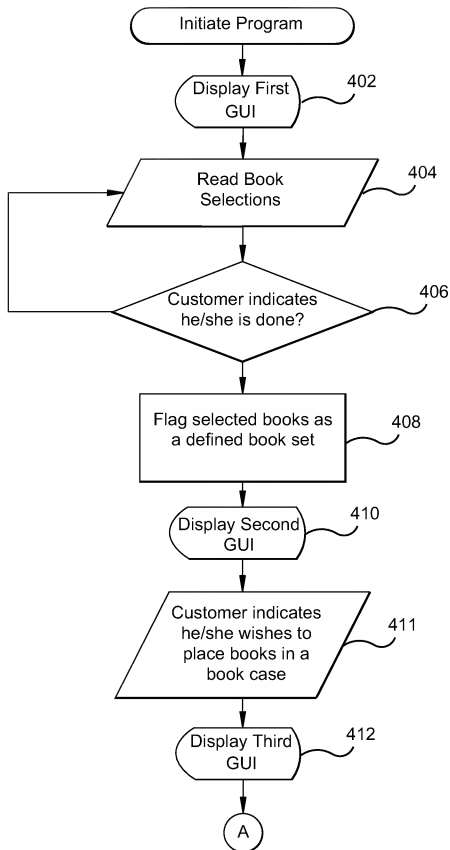 Initiate Program
Display First
GUI
402
Read Book
Selections
404
Customer indicates
he/she is done?
406
Flag selected books as
a defined book set
408
Display Second
GUI
410
Customer indicates
he/she wishes to
place books in a
book case
411
Display Third
GUI
412
A